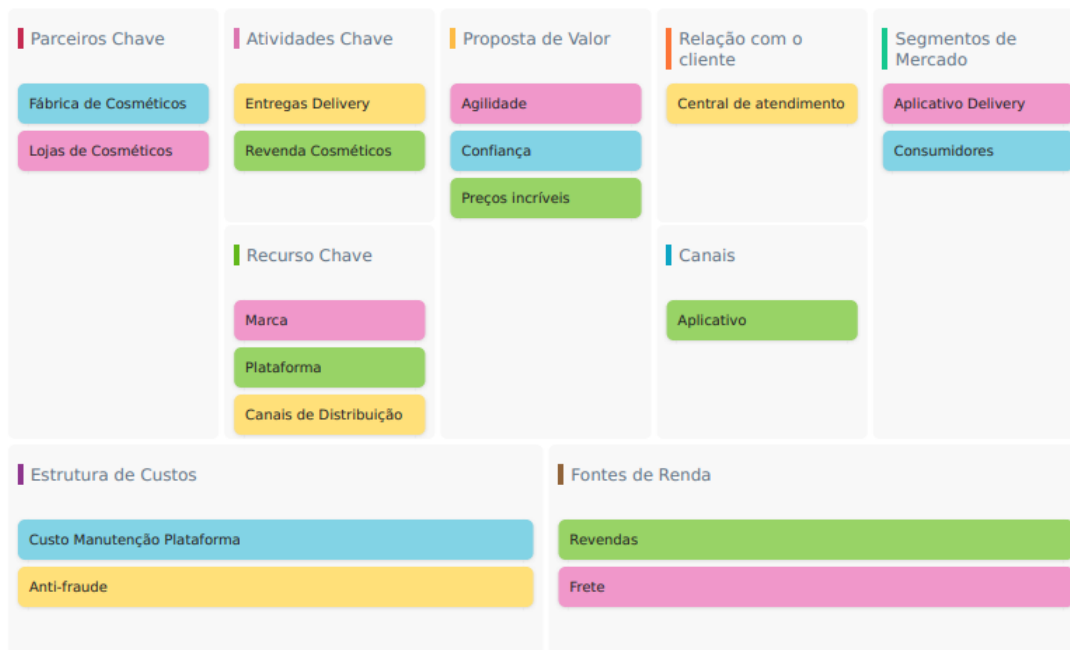 Parceiros Chave
Fábrica de Cosméticos
Lojas de Cosméticos
Atividades Chave
Entregas Delivery
Revenda Cosméticos
Recurso Chave
Marca
Plataforma
Canais de Distribuição
Proposta de Valor
Agilidade
Confiança
Preços incríveis
Relação com o
cliente
Central de atendimento
Canais
Aplicativo
Segmentos de
Mercado
Aplicativo Delivery
Consumidores
Estrutura de Custos
Custo Manutenção Plataforma
Anti-fraude
Fontes de Renda
Revendas
Frete